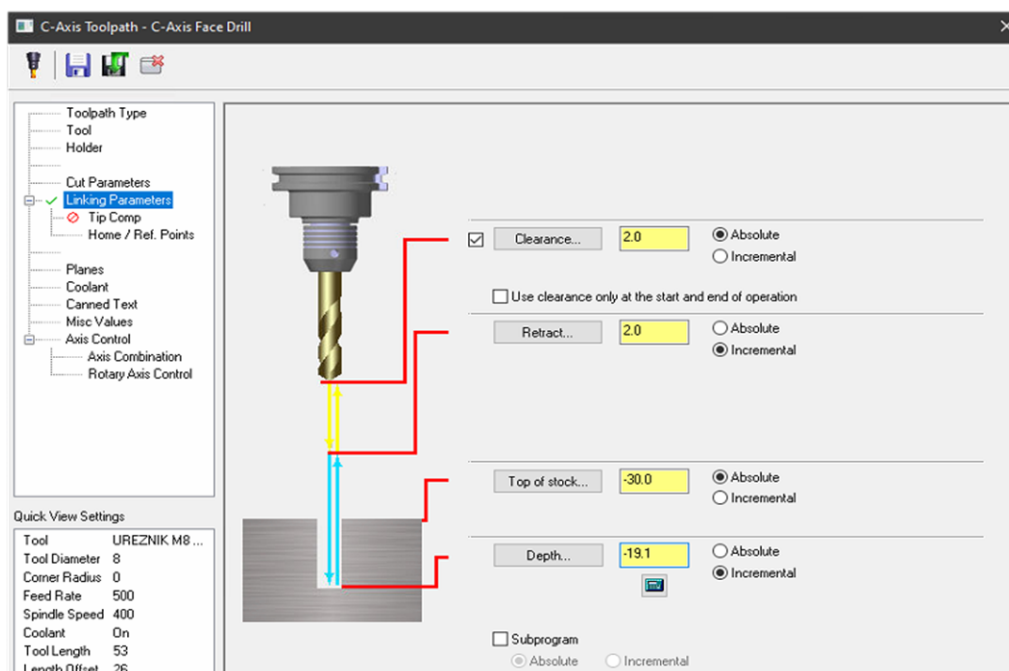 C-Axis Toolpath - C-Axis Face Drill
Toolpath Type
Tool
Holder
Cut Parameters
Linking Parameters
Tip Comp
Home / Ref. Points
Planes
Coolant
Canned Text
Misc Values
Axis Control
Axis Combination
Rotary Axis Control
Quick View Settings
Tool UREZNIK M8 ...
Tool Diameter 8
Corner Radius 0
Feed Rate 500
Spindle Speed 400
Coolant On
Tool Length 53
Length Offset 26
Clearance... 2.0 Absolute
Incremental
Use clearance only at the start and end of operation
Retract... 2.0 Absolute
Incremental
Top of stock... -30.0 Absolute
Incremental
Depth... -19.1 Absolute
Incremental
Subprogram
Absolute Incremental